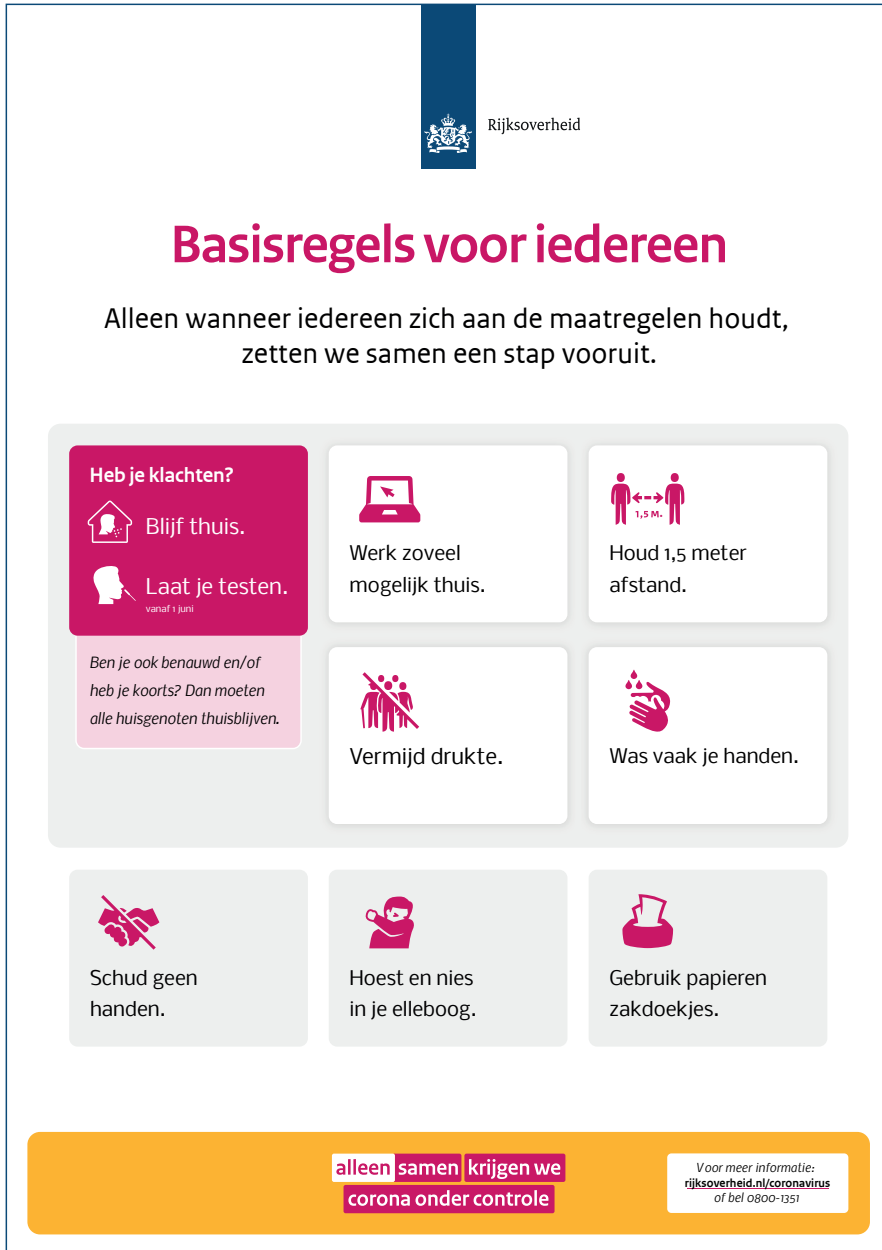 Rijksoverheid
Basisregels voor iedereen
Alleen wanneer iedereen zich aan de maatregelen houdt,
zetten we samen een stap vooruit.
Heb je klachten?
Blijf thuis.
Laat je testen.
vanaf 1 juni
Ben je ook benauwd en/of
heb je koorts? Dan moeten
alle huisgenoten thuisblijven.
Werk zoveel
mogelijk thuis.
1,5 M.
Houd 1,5 meter
afstand.
Vermijd drukte.
Was vaak je handen.
Schud geen
handen.
Hoest en nies
in je elleboog.
Gebruik papieren
zakdoekjes.
alleen samen krijgen we
corona onder controle
Voor meer informatie:
rijksoverheid.nl/coronavirus
of bel 0800-1351